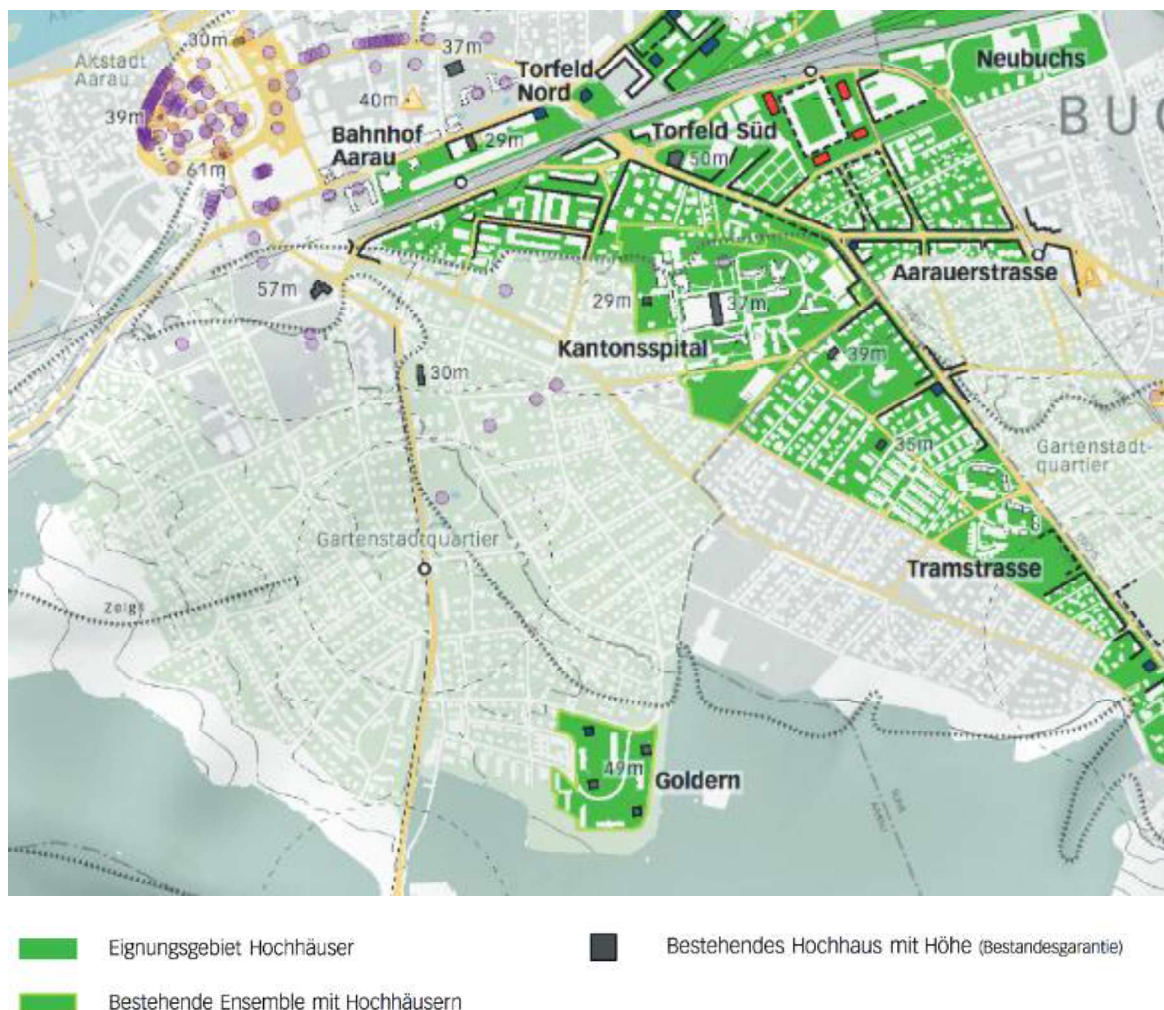 30m
Altstadt
Aarau
37m
Torfeld
Nord
Neubuchs
40m
39m
Bahnhof
Aarau
29m
Torfeld Süd
50m
BUC
61m
Aarauerstrasse
57m
29m
37m
Kantonsspital
39m
30m
35m
Gartenstadt-
quartier
Gartenstadtquartier
Tramstrasse
Zelgli
49m
Goldern
Eignungsgebiet Hochhäuser
Bestehendes Hochhaus mit Höhe (Bestandesgarantie)
Bestehende Ensemble mit Hochhäusern